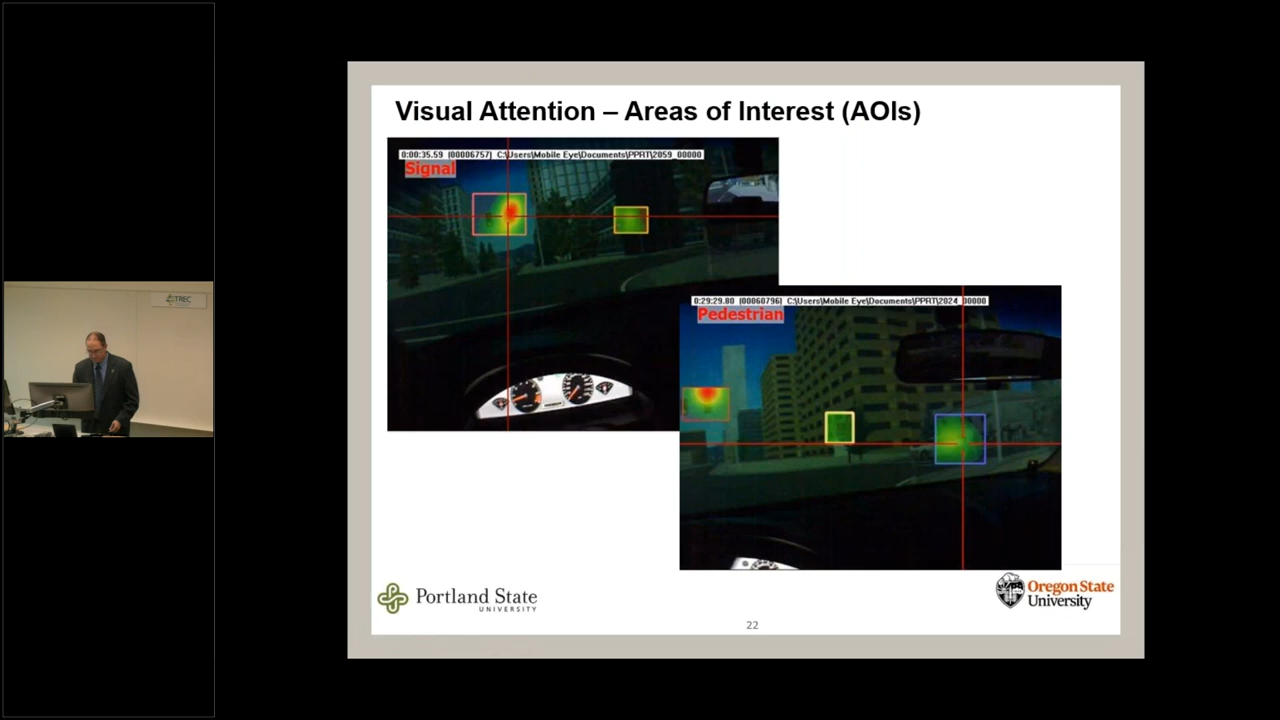 TREC
Visual Attention – Areas of Interest (AOIs)
0:00:35.59 (00006757) C:\Users\Mobile Eye\Documents\PPRT\2059_00000
Signal
0:29:29.80 (00060796) C:\Users\Mobile Eye\Documents\PPRT\2024_00000
Pedestrian
Portland State
UNIVERSITY
Oregon State
University
22